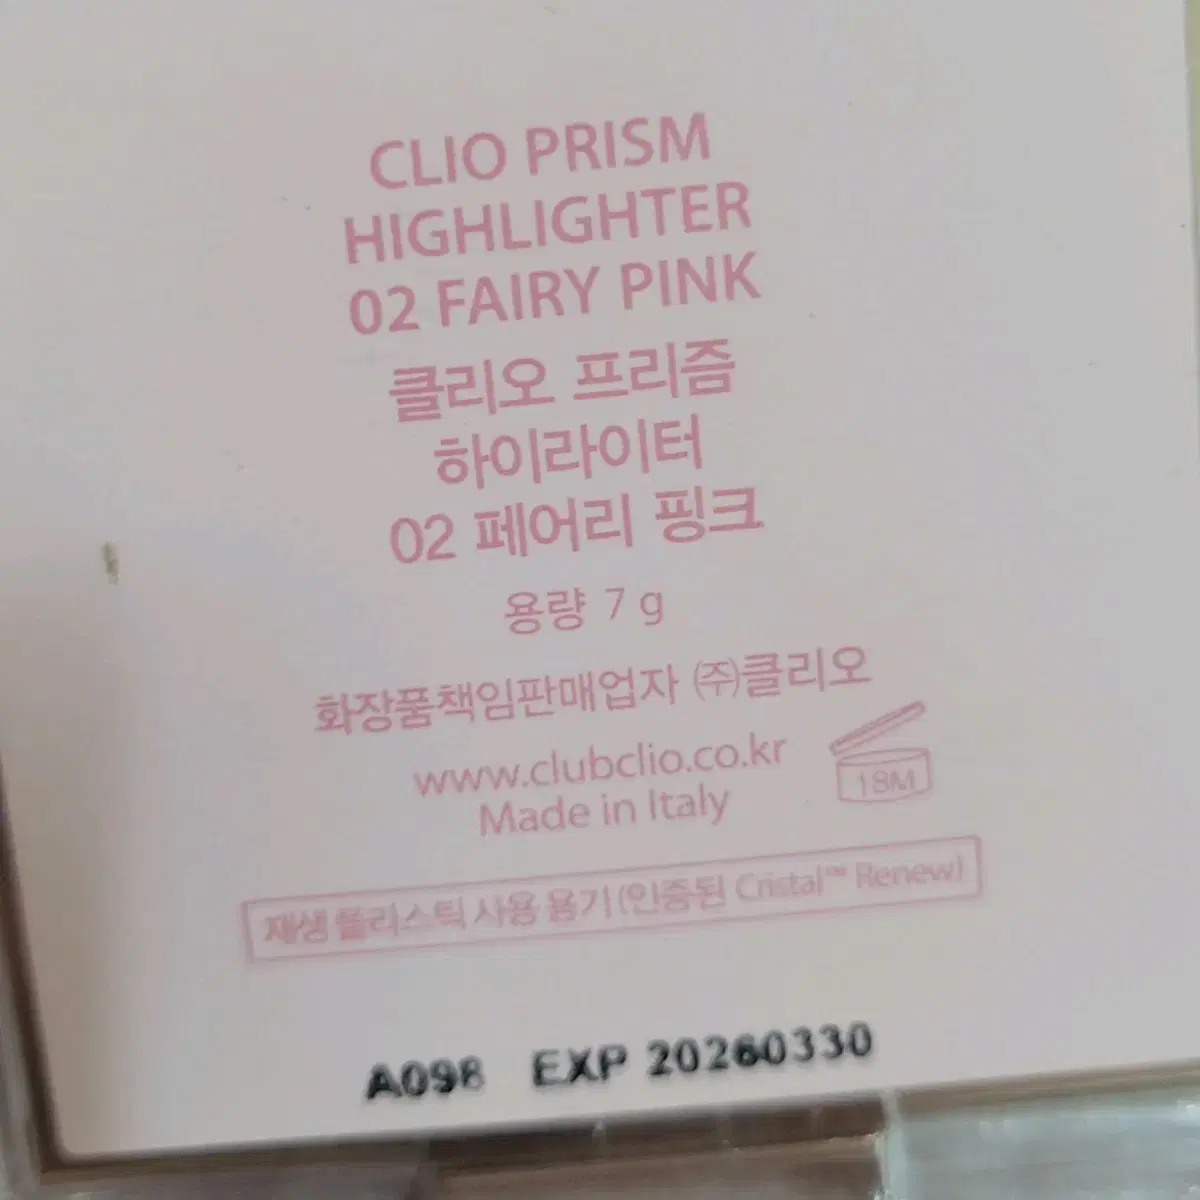 CLIO PRISM
HIGHLIGHTER
02 FAIRY PINK
클리오 프리즘
하이라이터
02 페어리 핑크
용량 7 g
화장품책임판매업자 ㈜클리오
www.clubclio.co.kr
Made in Italy
18M
재생 플라스틱 사용 용기(인증됨 Cristal™ Renew)
A098 EXP 20260330